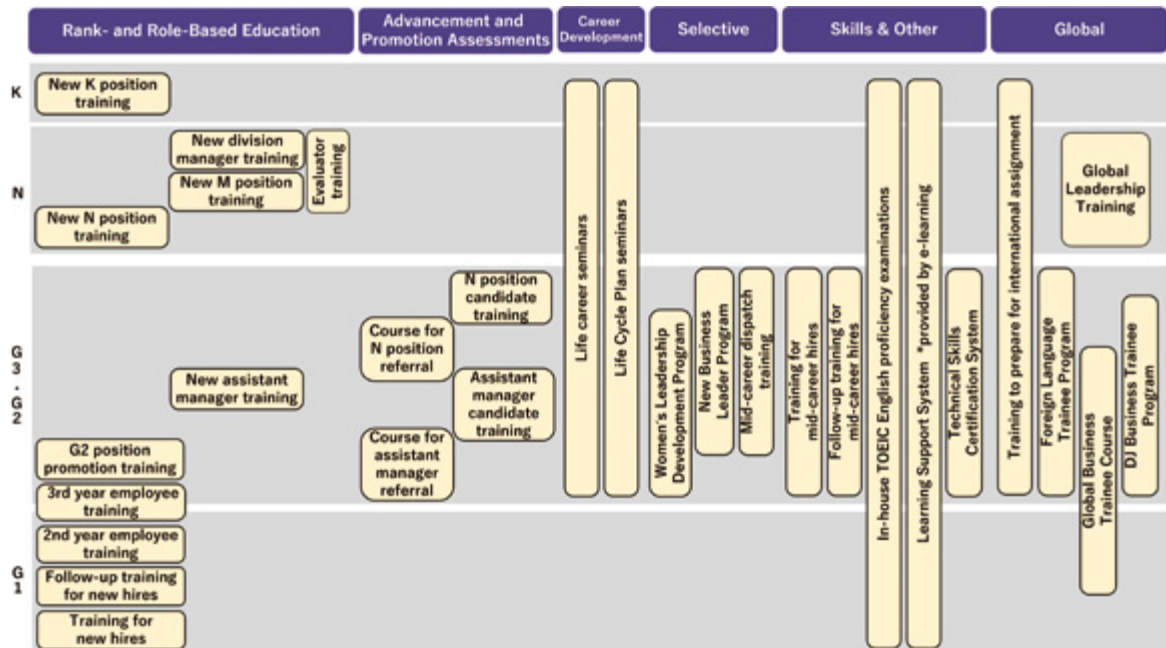 Rank- and Role-Based Education
Advancement and
Promotion Assessments
Career
Development
Selective
Skills & Other
Global
K
New K position
training
N
New division
manager training
New M position
training
Evaluator
training
New N position
training
Global
Leadership
Training
G
3
・
G
2
N position
candidate
training
Course for
N position
referral
New assistant
manager training
Assistant
manager
candidate
training
Course for
assistant
manager
referral
G2 position
promotion training
3rd year employee
training
G
1
2nd year employee
training
Follow-up training
for new hires
Training for
new hires
Life career seminars
Life Cycle Plan seminars
Women's Leadership
Development Program
New Business
Leader Program
Mid-career dispatch
training
Training for
mid-career hires
Follow-up training for
mid-career hires
In-house TOEIC English proficiency examinations
Learning Support System *provided by e-learning
Technical Skills
Certification System
Training to prepare for international assignment
Foreign Language
Trainee Program
Global Business
Trainee Course
DJ Business Trainee
Program